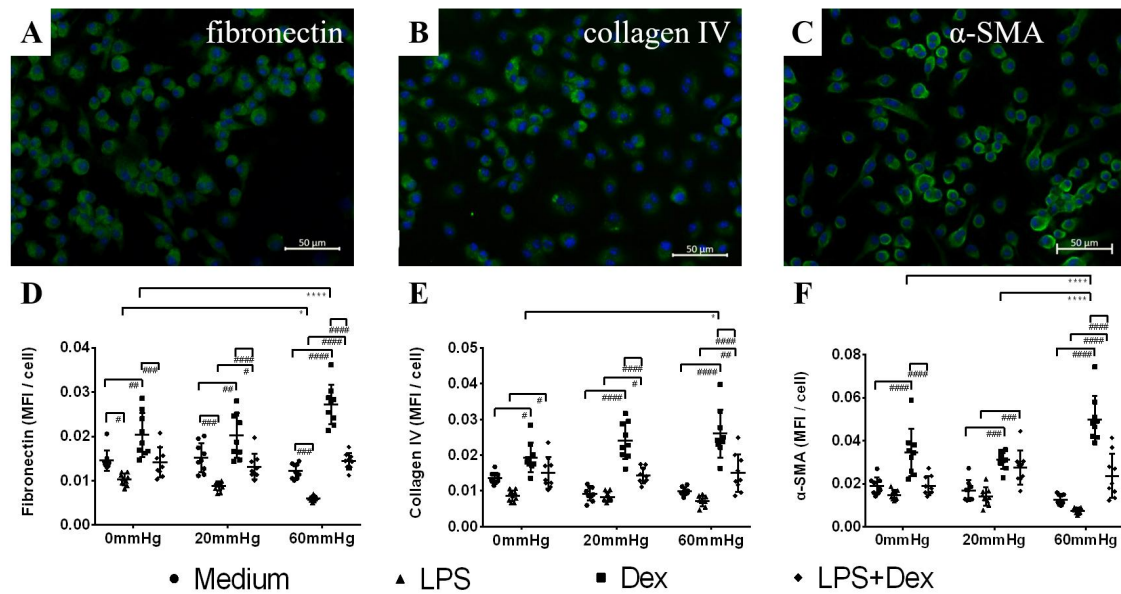 A fibronectin
B collagen IV
C α-SMA
50 µm
50 µm
50 µm
D
Fibronectin (MFI / cell)
0.04
0.03
0.02
0.01
0.00
****
*
####
####
####
###
##
#
####
#
##
###
###
0mmHg 20mmHg 60mmHg
E
Collagen IV (MFI / cell)
0.05
0.04
0.03
0.02
0.01
0.00
*
####
##
####
#
#
####
#
####
0mmHg 20mmHg 60mmHg
F
α-SMA (MFI / cell)
0.08
0.06
0.04
0.02
0.00
****
****
####
####
####
####
####
###
###
0mmHg 20mmHg 60mmHg
Medium LPS Dex LPS+Dex